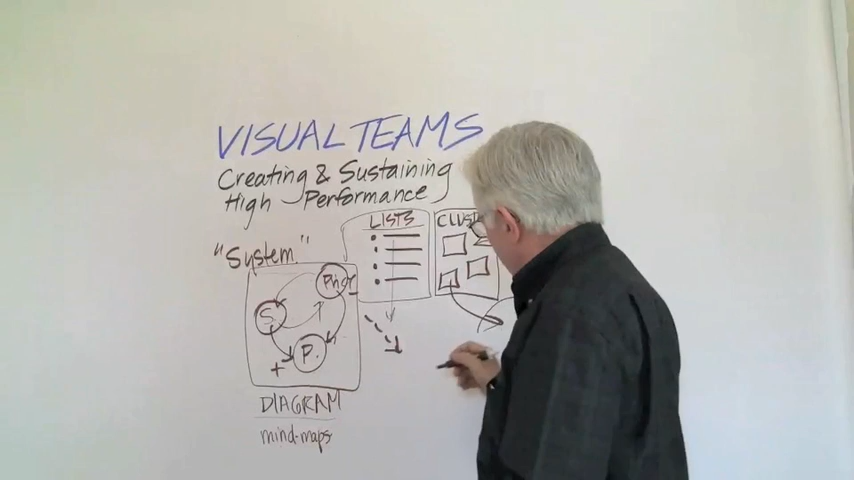 VISUAL TEAMS
Creating & Sustaining
High Performance
LISTS
"System"
S.
P.
+
DIAGRAM
mind-maps